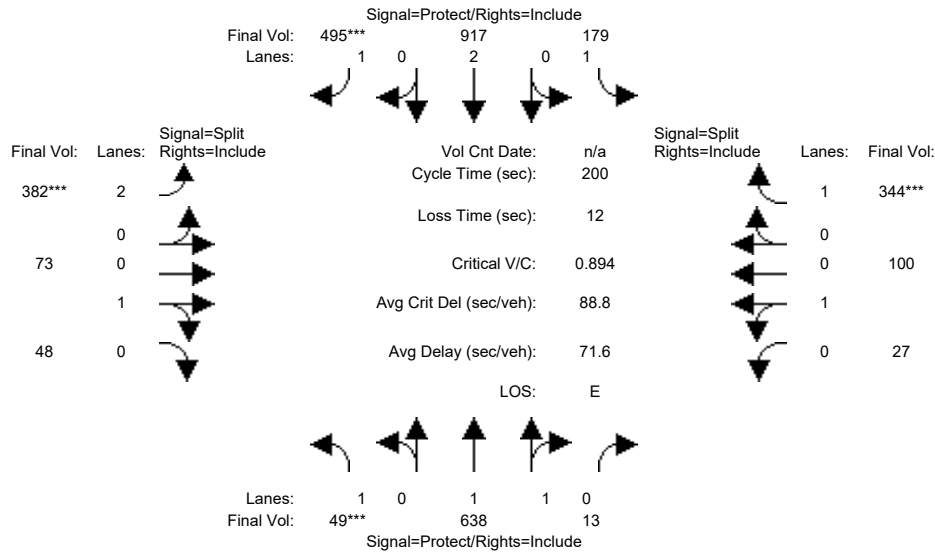 Signal=Protect/Rights=Include
Final Vol: 495*** 917 179
Lanes: 1 0 2 0 1
Signal=Split
Final Vol: Lanes: Rights=Include
Vol Cnt Date: n/a
Signal=Split
Rights=Include Lanes: Final Vol:
Cycle Time (sec): 200
382*** 2
1 344***
Loss Time (sec): 12
0
0
73 0
Critical V/C: 0.894
0 100
1
Avg Crit Del (sec/veh): 88.8
1
48 0
Avg Delay (sec/veh): 71.6
0 27
LOS: E
Lanes: 1 0 1 1 0
Final Vol: 49*** 638 13
Signal=Protect/Rights=Include